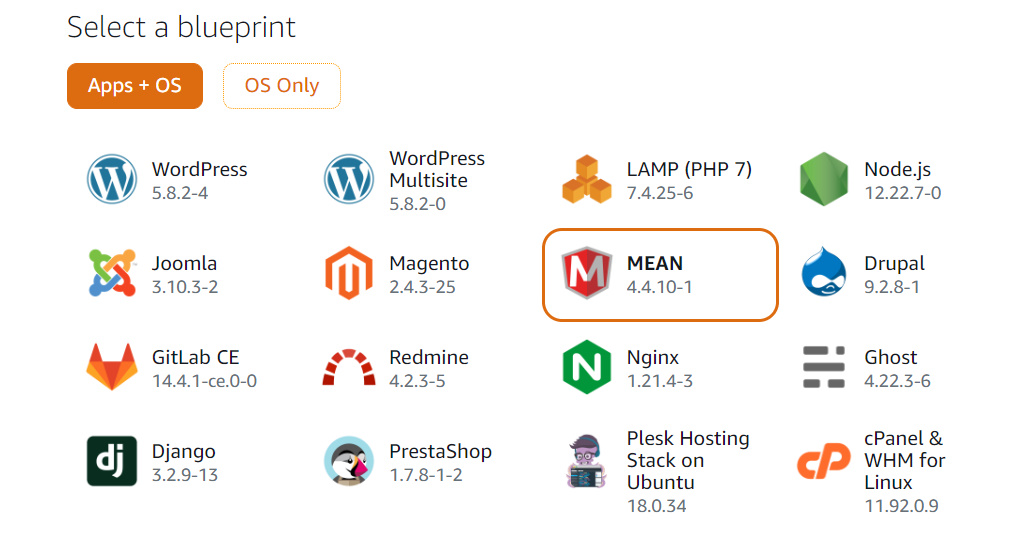 Select a blueprint
Apps + OS
OS Only
WordPress
5.8.2-4
WordPress
Multisite
5.8.2-0
LAMP (PHP 7)
7.4.25-6
Node.js
12.22.7-0
Joomla
3.10.3-2
Magento
2.4.3-25
MEAN
4.4.10-1
Drupal
9.2.8-1
GitLab CE
14.4.1-ce.0-0
Redmine
4.2.3-5
Nginx
1.21.4-3
Ghost
4.22.3-6
Django
3.2.9-13
PrestaShop
1.7.8-1-2
Plesk Hosting
Stack on
Ubuntu
18.0.34
cPanel &
WHM for
Linux
11.92.0.9